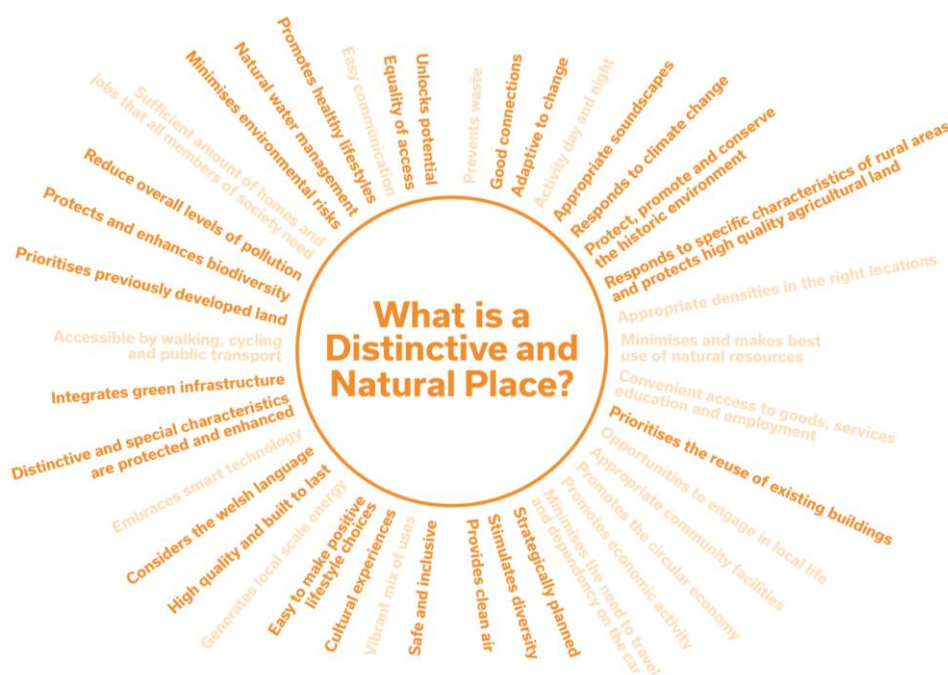 What is a
Distinctive and
Natural Place?
Prevents waste
Good connections
Adaptive to change
Activity day and night
Appropriate soundscapes
Responds to climate change
Protect, promote and conserve
the historic environment
Responds to specific characteristics of rural areas
and protects high quality agricultural land
Appropriate densities in the right locations
Minimises and makes best
use of natural resources
Convenient access to goods, services
education and employment
Prioritises the reuse of existing buildings
Opportunities to engage in local life
Appropriate community facilities
Promotes the circular economy
Promotes economic activity
Minimises the need to travel
and dependency on the car
Strategically planned
Stimulates diversity
Provides clean air
Safe and inclusive
Vibrant mix of uses
Cultural experiences
Easy to make positive
lifestyle choices
Generates local scale energy
High quality and built to last
Considers the welsh language
Embraces smart technology
Distinctive and special characteristics
are protected and enhanced
Integrates green infrastructure
Accessible by walking, cycling
and public transport
Prioritises previously developed land
Protects and enhances biodiversity
Reduce overall levels of pollution
Sufficient amount of homes and
jobs that all members of society need
Minimises environmental risks
Natural water management
Promotes healthy lifestyles
Easy communication
Equality of access
Unlocks potential